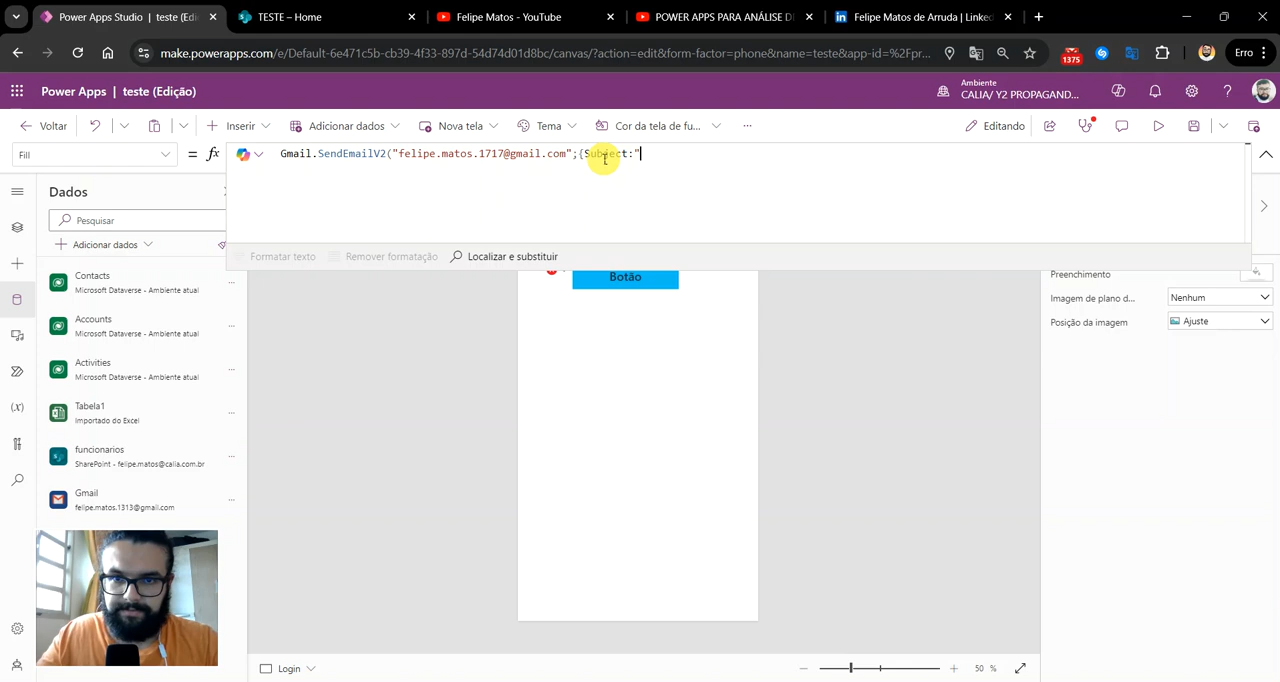 Power Apps Studio | teste (Edi
TESTE – Home
Felipe Matos - YouTube
POWER APPS PARA ANÁLISE D
Felipe Matos de Arruda | Linke
make.powerapps.com/e/Default-6e471c5b-cb39-4f33-897d-54d74d01d8bc/canvas/?action=edit&form-factor=phone&name=teste&app-id=%2Fpr...
1375
Erro
Power Apps | teste (Edição)
Ambiente
CALIA/ Y2 PROPAGAND...
Voltar
Inserir
Adicionar dados
Nova tela
Tema
Cor da tela de fu...
Editando
Fill
= fx
Gmail.SendEmailV2("felipe.matos.1717@gmail.com";{Subject:"
Dados
Pesquisar
Adicionar dados
Formatar texto
Remover formatação
Localizar e substituir
Contacts
Microsoft Dataverse - Ambiente atual
Accounts
Microsoft Dataverse - Ambiente atual
Activities
Microsoft Dataverse - Ambiente atual
Tabela1
Importado do Excel
funcionarios
SharePoint - felipe.matos@calia.com.br
Gmail
felipe.matos.1313@gmail.com
Botão
Preenchimento
Imagem de plano d...
Nenhum
Posição da imagem
Ajuste
Login
50 %